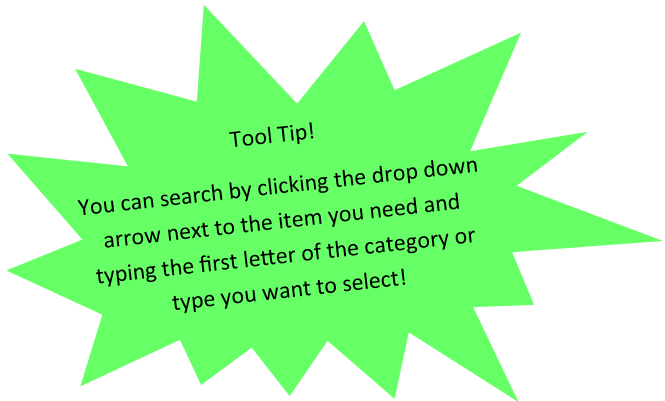 Tool Tip!
You can search by clicking the drop down
arrow next to the item you need and
typing the first letter of the category or
type you want to select!